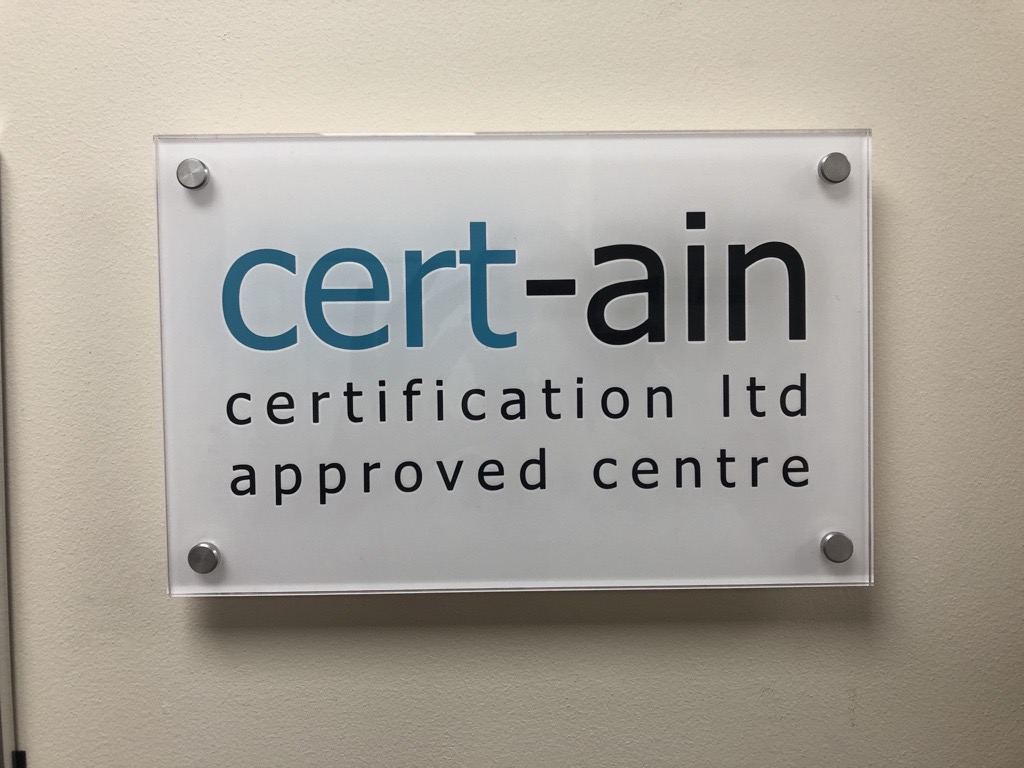 cert-ain
certification ltd
approved centre